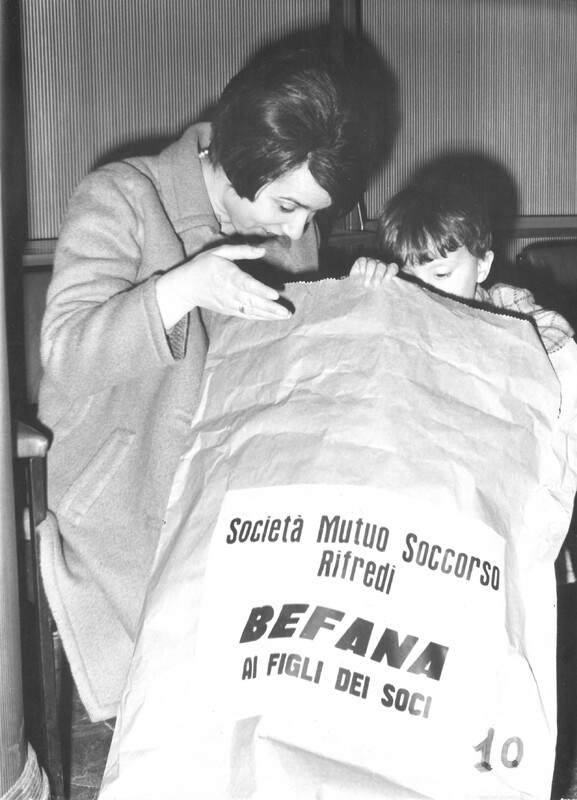 Società Mutuo Soccorso
Rifredi
BEFANA
AI FIGLI DEI SOCI
10